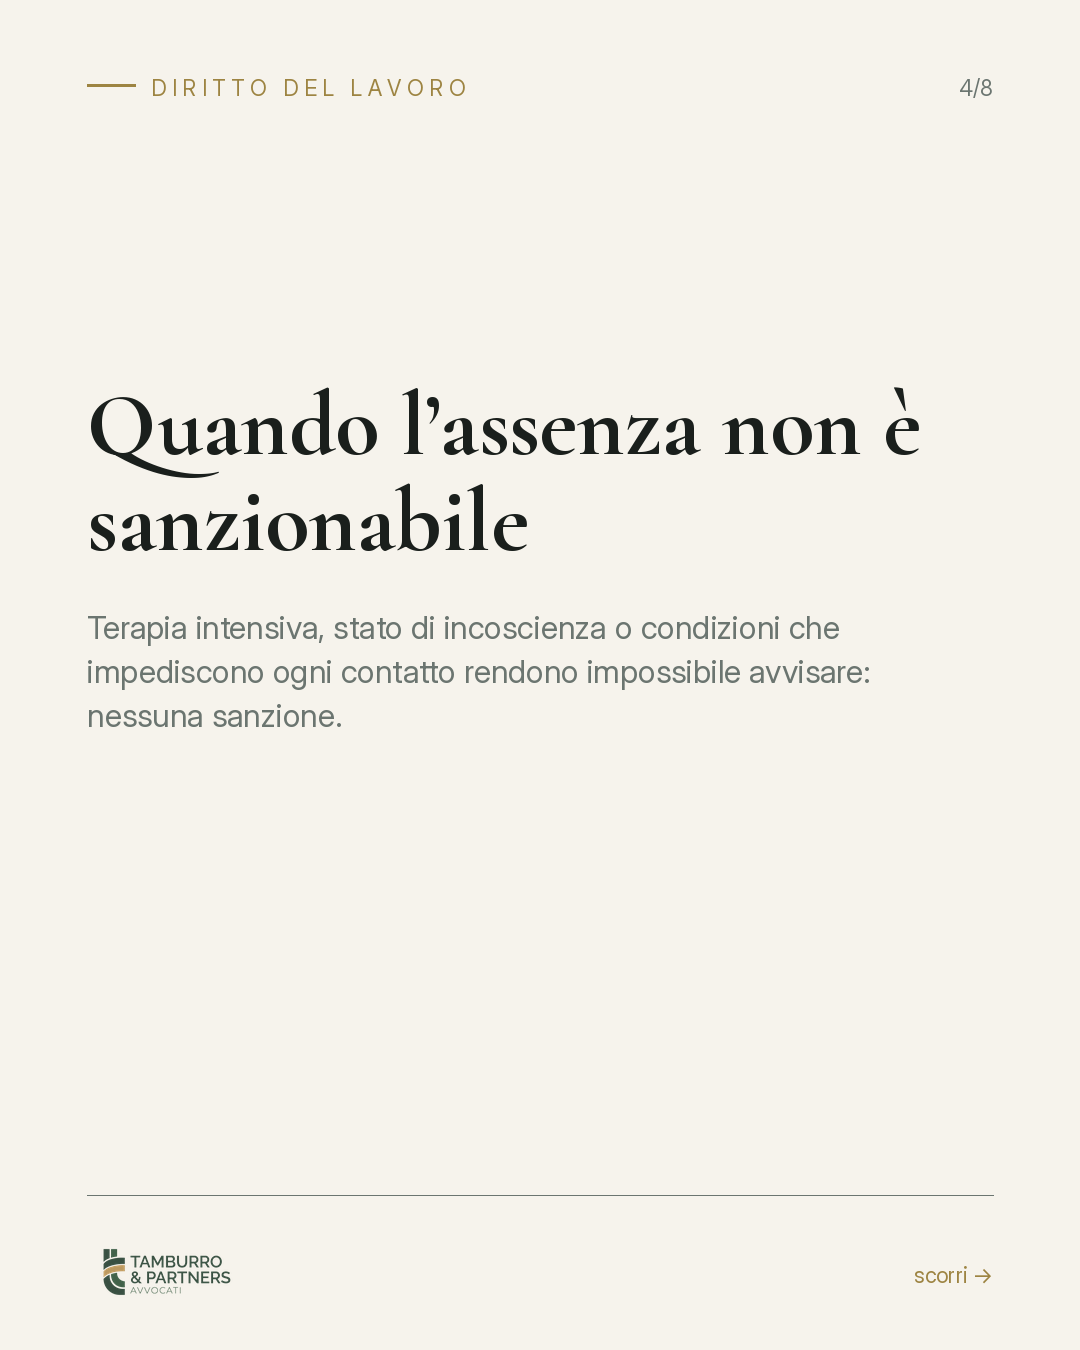 DIRITTO DEL LAVORO
4/8
Quando l’assenza non è
sanzionabile
Terapia intensiva, stato di incoscienza o condizioni che
impediscono ogni contatto rendono impossibile avvisare:
nessuna sanzione.
TAMBURRO
& PARTNERS
AVVOCATI
scorri →